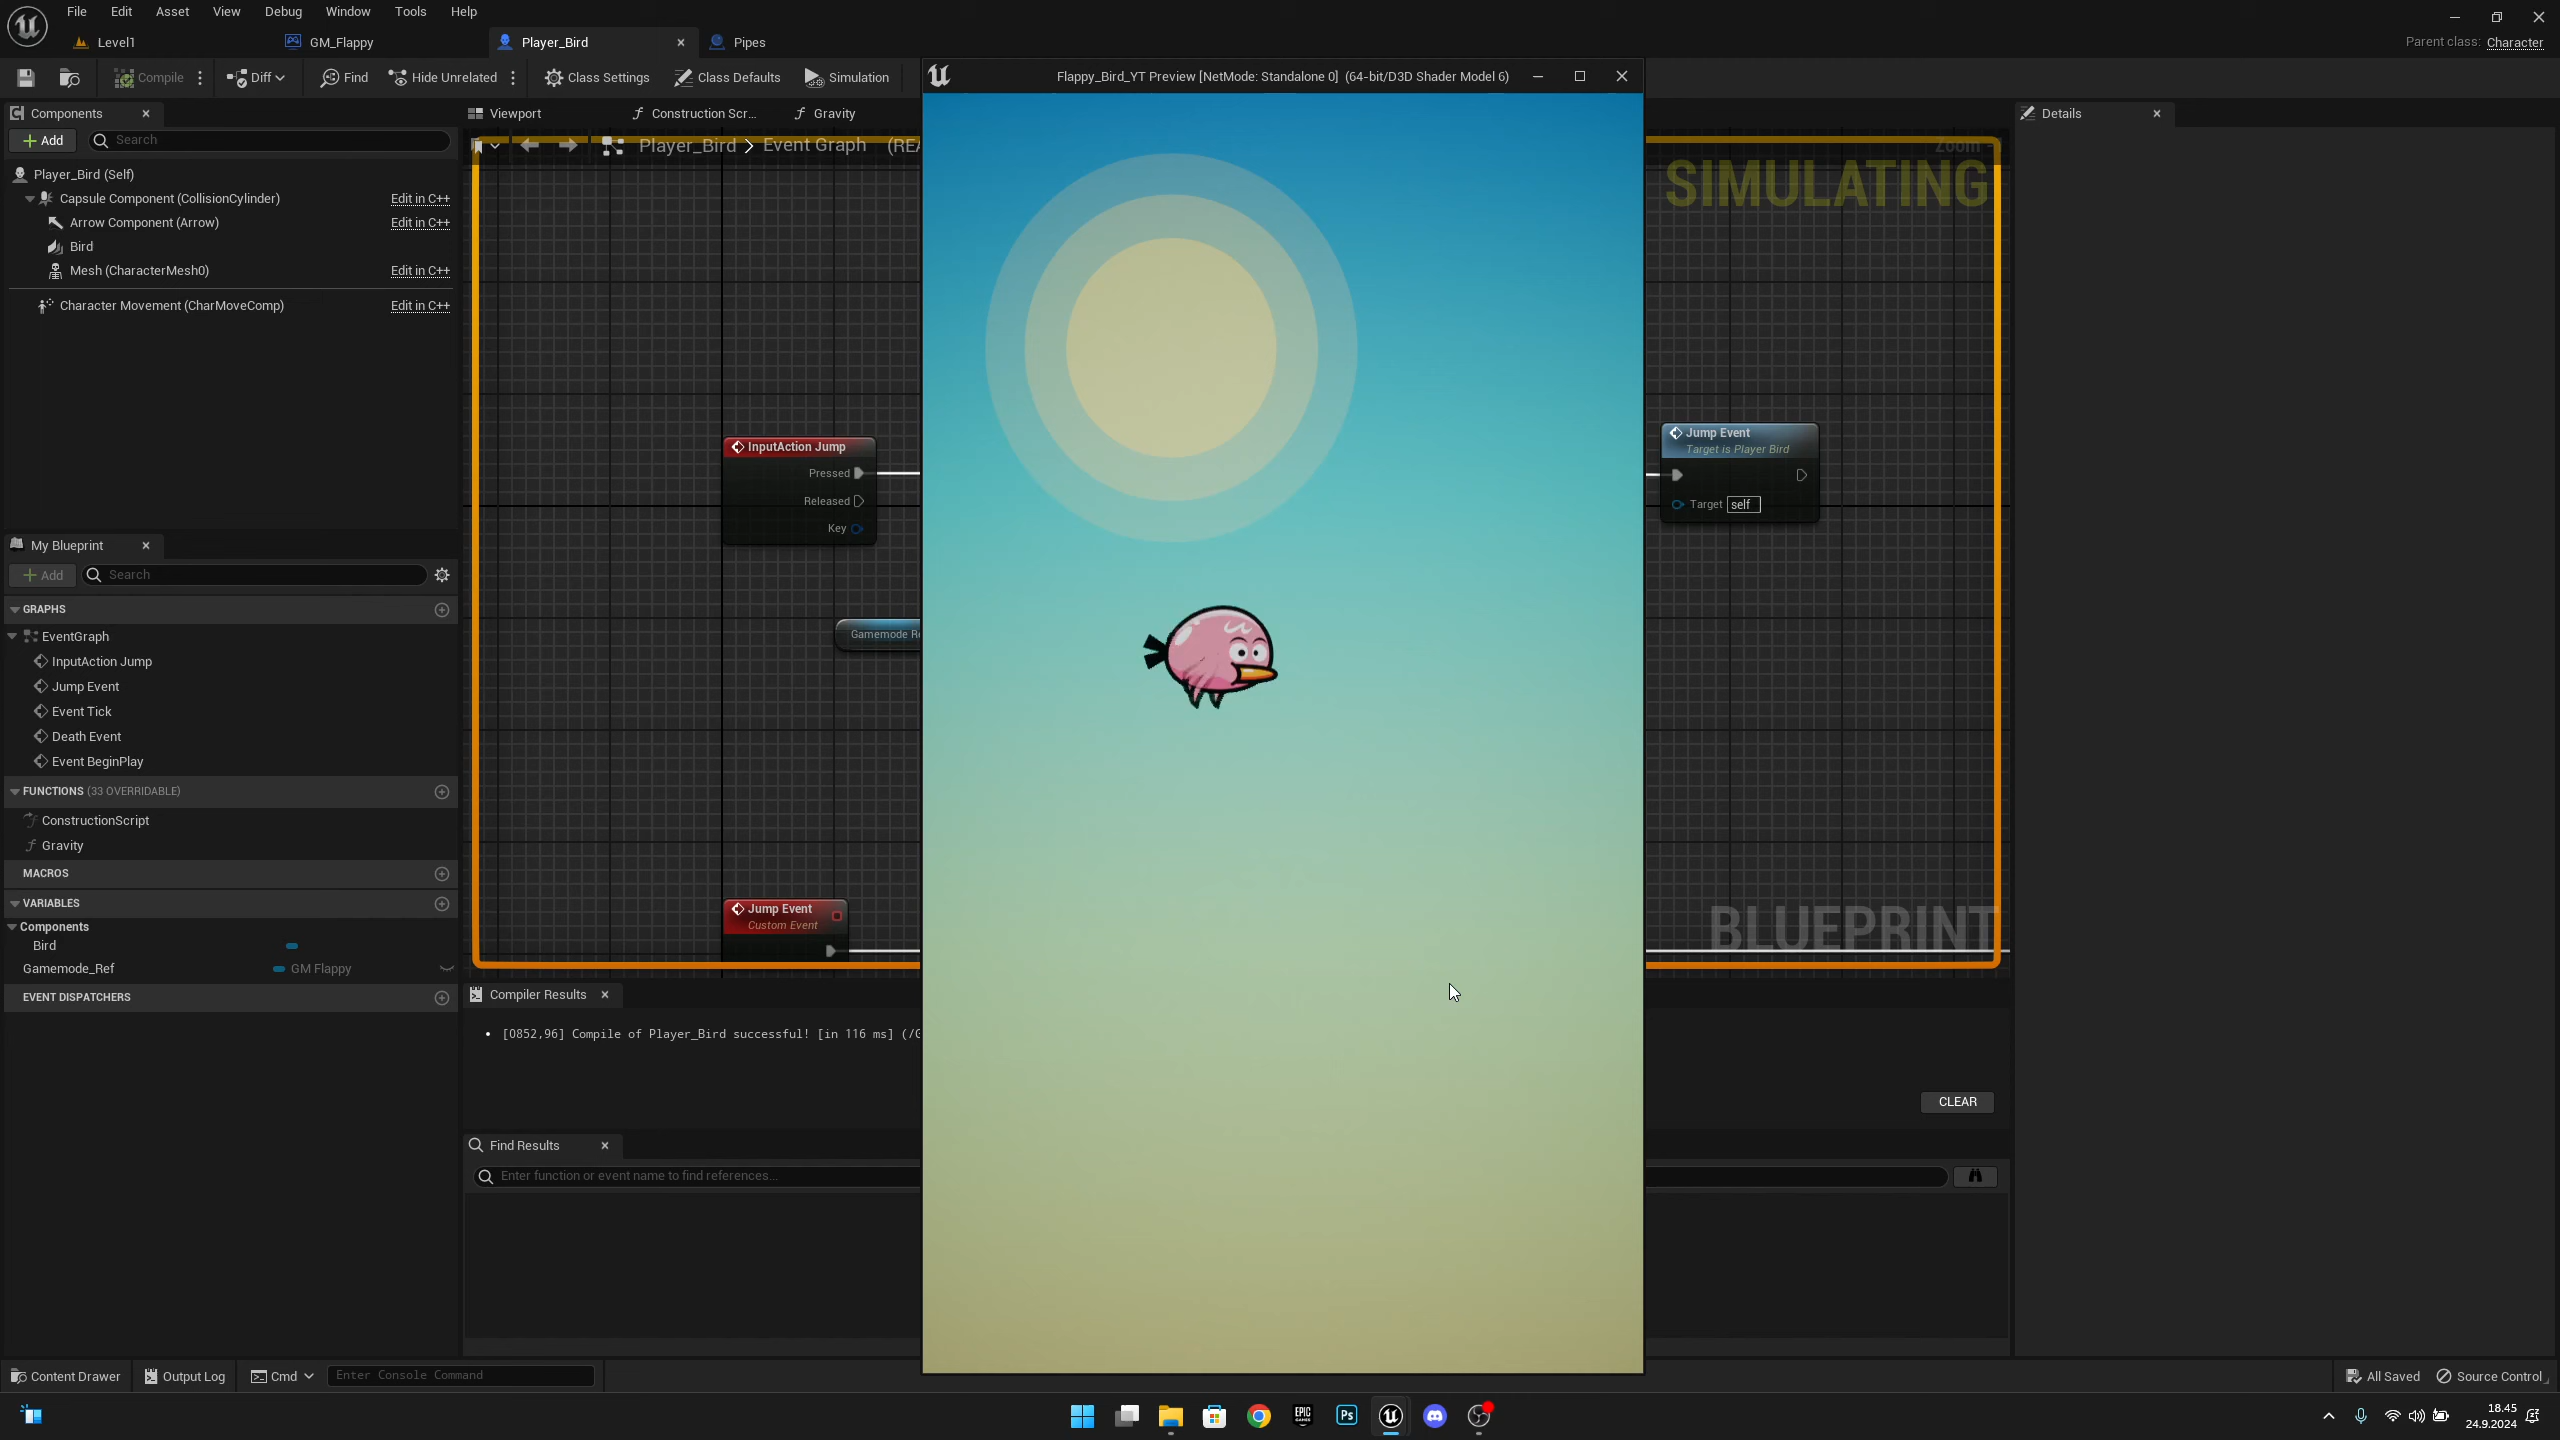 File Edit Asset View Debug Window Tools Help
Level1 GM_Flappy Player_Bird Pipes Parent class: Character
Compile Diff Find Hide Unrelated Class Settings Class Defaults Simulation
Flappy_Bird_YT Preview [NetMode: Standalone 0] (64-bit/D3D Shader Model 6)
Components Viewport Construction Scr... Gravity Details
Add Search
Player_Bird > Event Graph (REA
Zoom -
SIMULATING
Player_Bird (Self)
Capsule Component (CollisionCylinder) Edit in C++
Arrow Component (Arrow) Edit in C++
Bird
Mesh (CharacterMesh0) Edit in C++
Character Movement (CharMoveComp) Edit in C++
InputAction Jump
Pressed
Released
Key
Jump Event
Target is Player Bird
Target self
Gamemode Re
My Blueprint
Add Search
GRAPHS
EventGraph
InputAction Jump
Jump Event
Event Tick
Death Event
Event BeginPlay
FUNCTIONS (33 OVERRIDABLE)
ConstructionScript
Gravity
MACROS
VARIABLES
Components
Bird
Gamemode_Ref GM Flappy
EVENT DISPATCHERS
Jump Event
Custom Event
BLUEPRINT
Compiler Results
[0852,96] Compile of Player_Bird successful! [in 116 ms] (/G
CLEAR
Find Results
Enter function or event name to find references...
Content Drawer Output Log Cmd Enter Console Command All Saved Source Control
EPIC GAMES Ps
18.45
24.9.2024